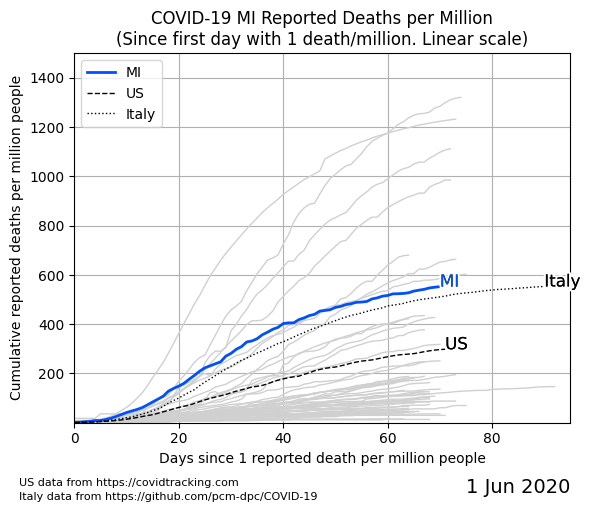 COVID-19 MI Reported Deaths per Million
(Since first day with 1 death/million. Linear scale)
Cumulative reported deaths per million people
1400
1200
1000
800
600
400
200
MI
US
Italy
MI
Italy
US
0
20
40
60
80
Days since 1 reported death per million people
US data from https://covidtracking.com
Italy data from https://github.com/pcm-dpc/COVID-19
1 Jun 2020